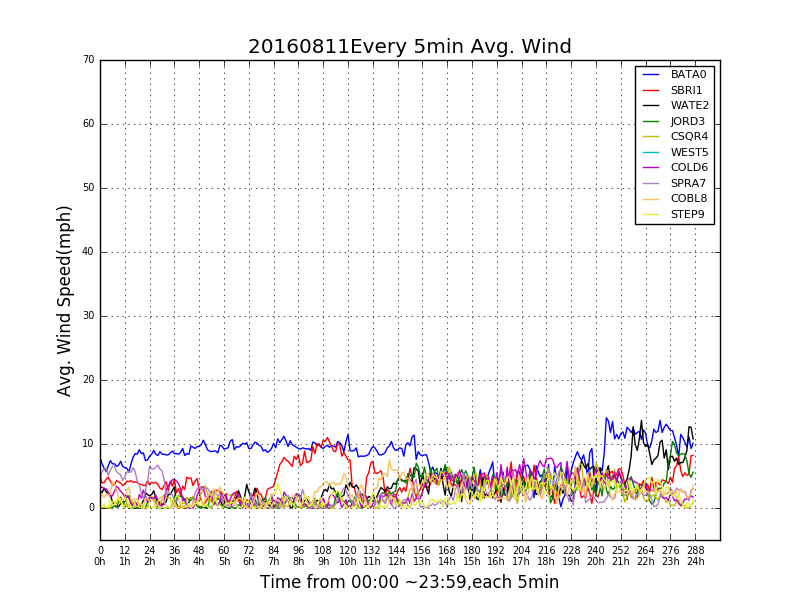 20160811Every 5min Avg. Wind
70
60
50
40
30
20
10
0
Avg. Wind Speed(mph)
BATA0
SBRI1
WATE2
JORD3
CSQR4
WEST5
COLD6
SPRA7
COBL8
STEP9
0 12 24 36 48 60 72 84 96 108 120 132 144 156 168 180 192 204 216 228 240 252 264 276 288
0h 1h 2h 3h 4h 5h 6h 7h 8h 9h 10h 11h 12h 13h 14h 15h 16h 17h 18h 19h 20h 21h 22h 23h 24h
Time from 00:00 ~23:59,each 5min